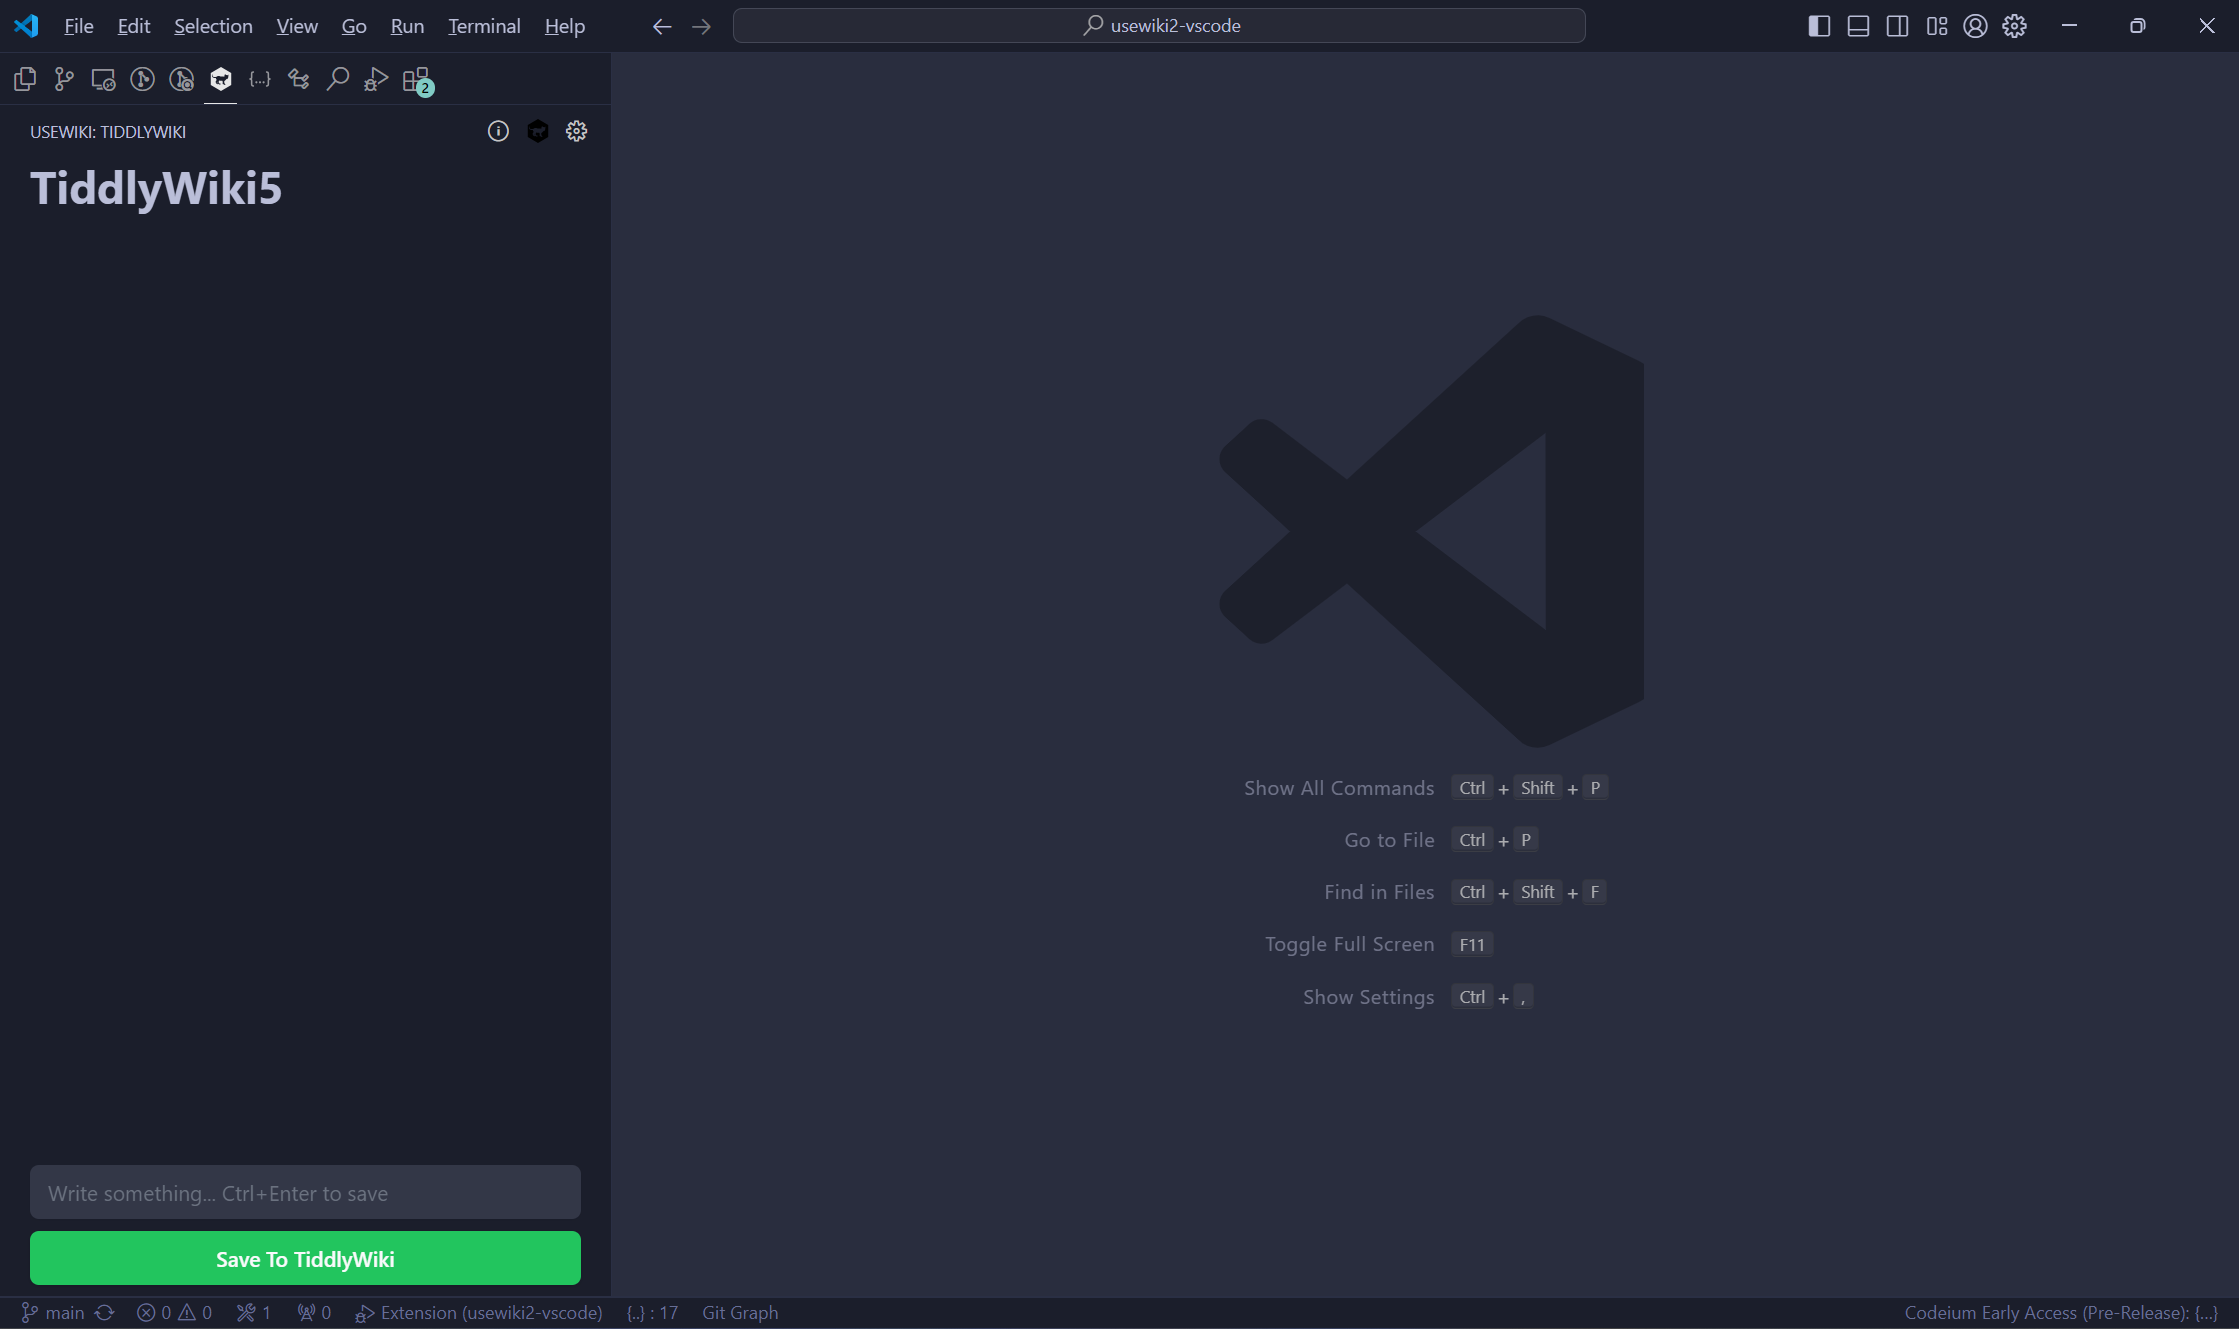 File Edit Selection View Go Run Terminal Help usewiki2-vscode
2
USEWIKI: TIDDLYWIKI
TiddlyWiki5
Show All Commands Ctrl + Shift + P
Go to File Ctrl + P
Find in Files Ctrl + Shift + F
Toggle Full Screen F11
Show Settings Ctrl + ,
Write something... Ctrl+Enter to save
Save To TiddlyWiki
main 0 0 1 0 Extension (usewiki2-vscode) {..} : 17 Git Graph Codeium Early Access (Pre-Release): {...}